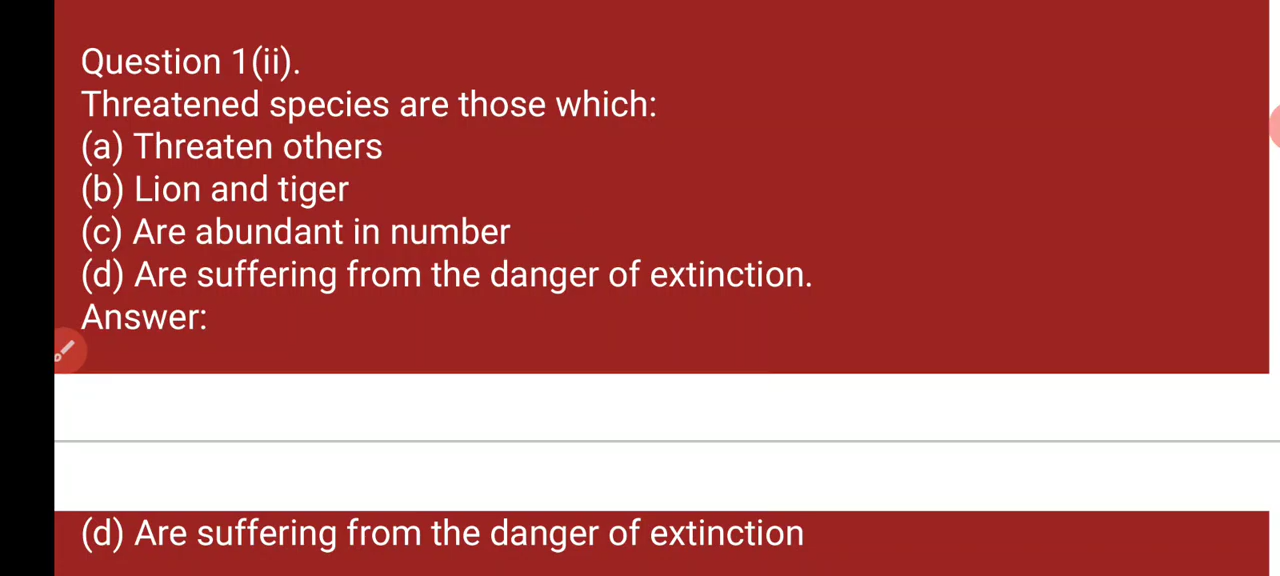 Question 1(ii).
Threatened species are those which:
(a) Threaten others
(b) Lion and tiger
(c) Are abundant in number
(d) Are suffering from the danger of extinction.
Answer:
(d) Are suffering from the danger of extinction